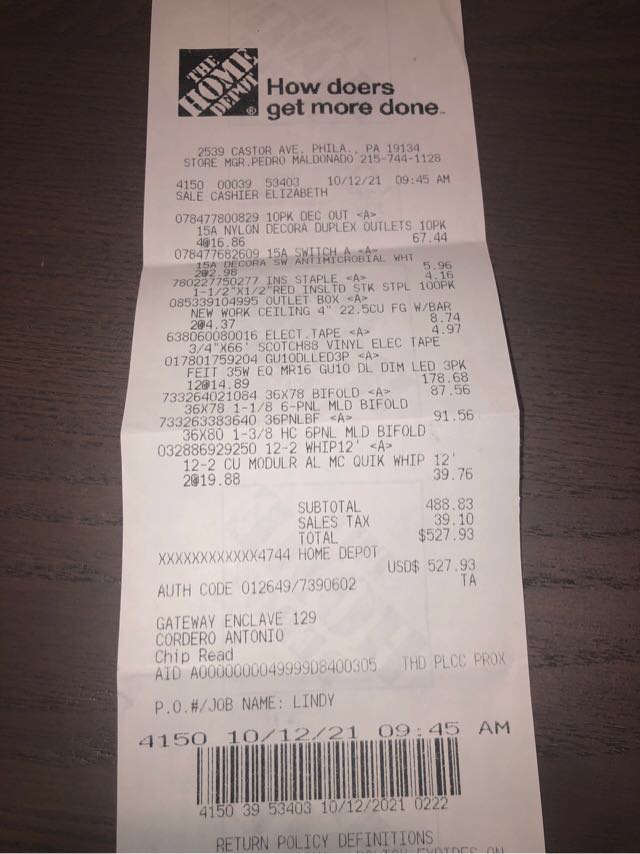 THE
HOME
DEPOT
How doers
get more done.
2539 CASTOR AVE. PHILA., PA 19134
STORE MGR.PEDRO MALDONADO 215-744-1128
4150 00039 53403 10/12/21 09:45 AM
SALE CASHIER ELIZABETH
078477800829 10PK DEC OUT <A>
15A NYLON DECORA DUPLEX OUTLETS 10PK
4@16.86 67.44
078477682609 15A SWITCH A <A>
15A DECORA SW ANTIMICROBIAL WHT
2@2.98 5.96
780227750277 INS STAPLE <A> 4.16
1-1/2"X1/2"RED INSLTD STK STPL 100PK
085339104995 OUTLET BOX <A>
NEW WORK CEILING 4" 22.5CU FG W/BAR
2@4.37 8.74
638060080016 ELECT TAPE <A> 4.97
3/4"X66' SCOTCH88 VINYL ELEC TAPE
017801759204 GU10DLLED3P <A>
FEIT 35W EQ MR16 GU10 DL DIM LED 3PK
12@14.89 178.68
733264021084 36X78 BIFOLD <A> 87.56
36X78 1-1/8 6-PNL MLD BIFOLD
733263383640 36PNLBF <A> 91.56
36X80 1-3/8 HC 6PNL MLD BIFOLD
032886929250 12-2 WHIP12' <A>
12-2 CU MODULR AL MC QUIK WHIP 12'
2@19.88 39.76
SUBTOTAL 488.83
SALES TAX 39.10
TOTAL $527.93
XXXXXXXXXXXX4744 HOME DEPOT
USD$ 527.93
AUTH CODE 012649/7390602 TA
GATEWAY ENCLAVE 129
CORDERO ANTONIO
Chip Read
AID A0000000049999D8400305 THD PLCC PROX
P.O.#/JOB NAME: LINDY
4150 10/12/21 09:45 AM
4150 39 53403 10/12/2021 0222
RETURN POLICY DEFINITIONS
POLICY EXPIRES ON